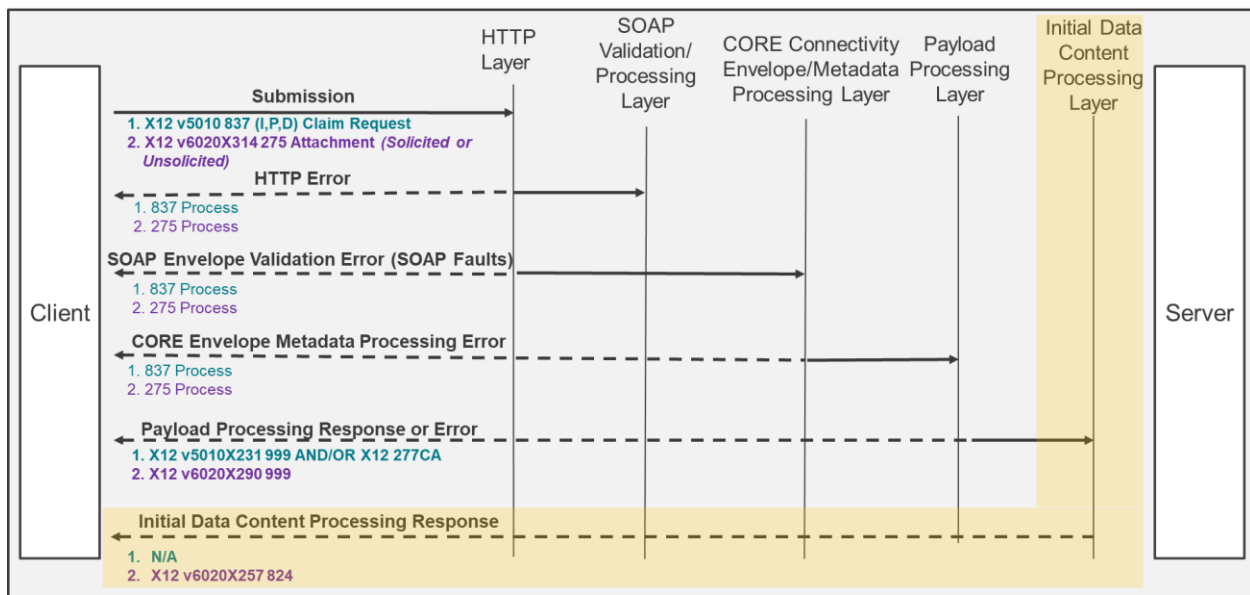 HTTP
Layer
SOAP
Validation/
Processing
Layer
CORE Connectivity
Envelope/Metadata
Processing Layer
Payload
Processing
Layer
Initial Data
Content
Processing
Layer
Client
Server
Submission
1. X12 v5010 837 (I,P,D) Claim Request
2. X12 v6020X314 275 Attachment (Solicited or
Unsolicited)
HTTP Error
1. 837 Process
2. 275 Process
SOAP Envelope Validation Error (SOAP Faults)
1. 837 Process
2. 275 Process
CORE Envelope Metadata Processing Error
1. 837 Process
2. 275 Process
Payload Processing Response or Error
1. X12 v5010X231 999 AND/OR X12 277CA
2. X12 v6020X290 999
Initial Data Content Processing Response
1. N/A
2. X12 v6020X257 824